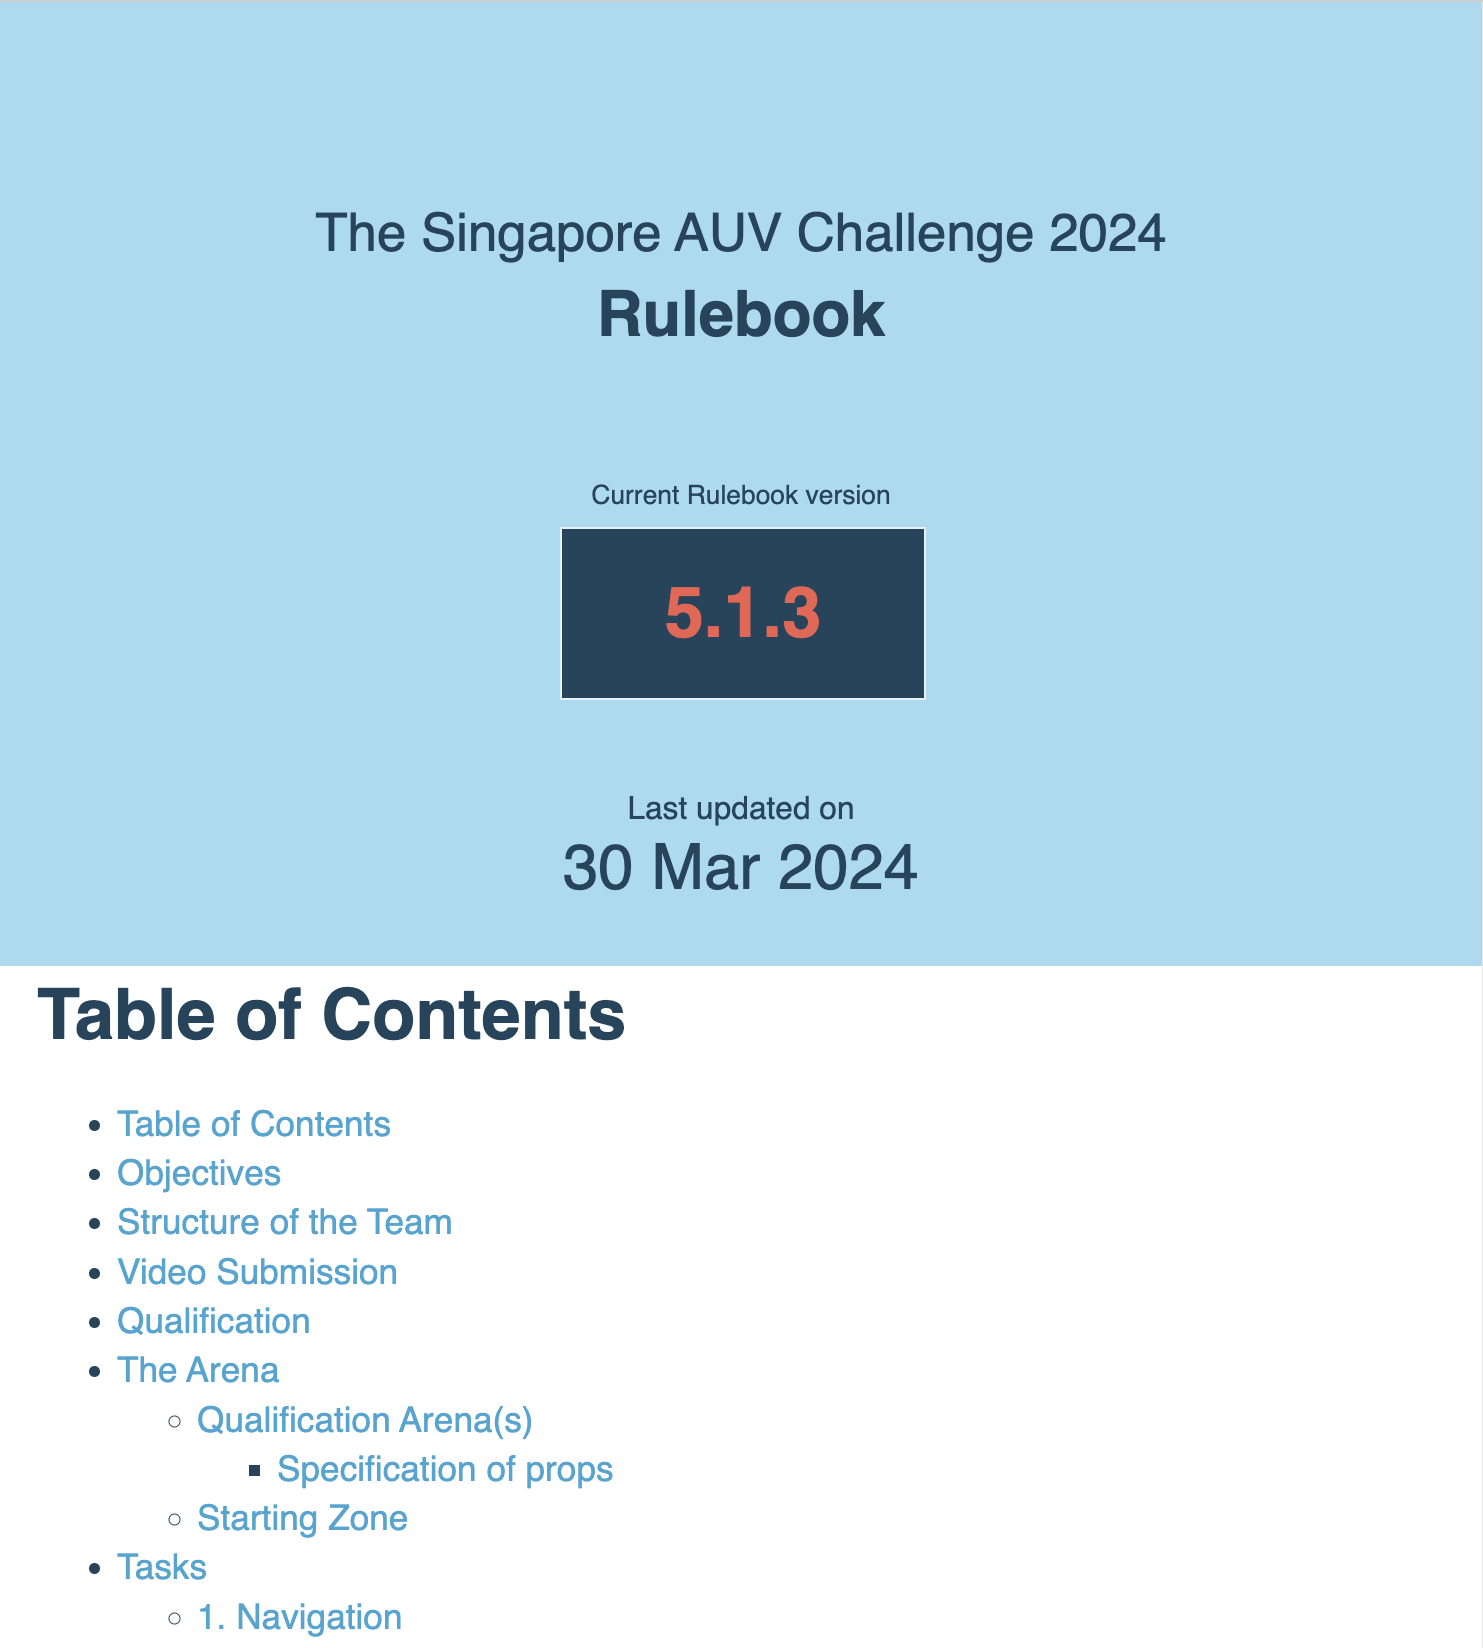 The Singapore AUV Challenge 2024
Rulebook
Current Rulebook version
5.1.3
Last updated on
30 Mar 2024
Table of Contents
Table of Contents
Objectives
Structure of the Team
Video Submission
Qualification
The Arena
Qualification Arena(s)
Specification of props
Starting Zone
Tasks
1. Navigation